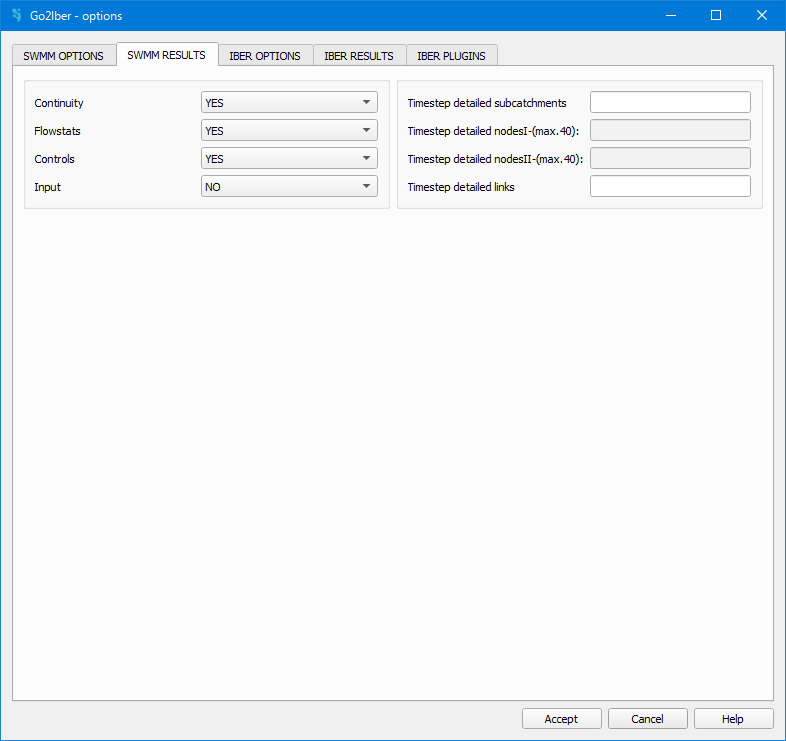 Go2Iber - options
SWMM OPTIONS
SWMM RESULTS
IBER OPTIONS
IBER RESULTS
IBER PLUGINS
Continuity
YES
Flowstats
YES
Controls
YES
Input
NO
Timestep detailed subcatchments
Timestep detailed nodesI-(max.40):
Timestep detailed nodesII-(max.40):
Timestep detailed links
Accept
Cancel
Help